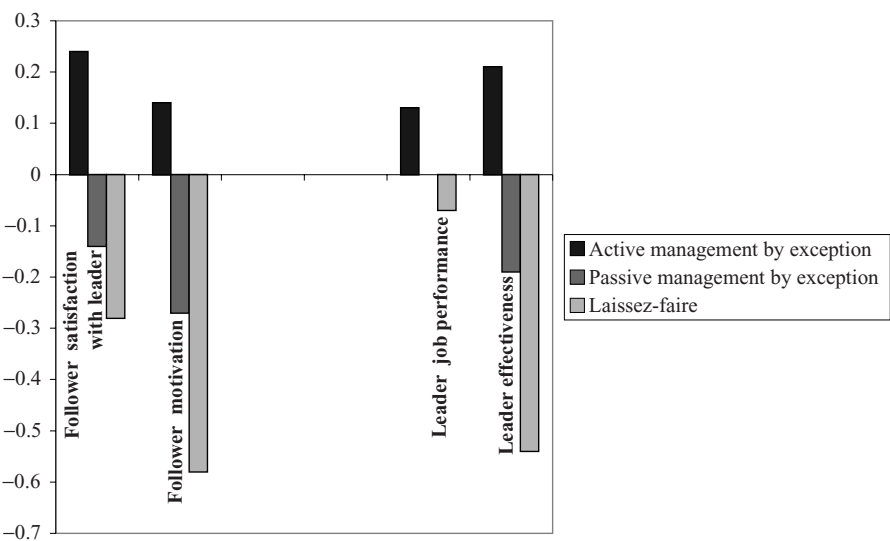 0.3
0.2
0.1
0
–0.1
–0.2
–0.3
–0.4
–0.5
–0.6
–0.7
Follower satisfaction
with leader
Follower motivation
Leader job performance
Leader effectiveness
Active management by exception
Passive management by exception
Laissez-faire